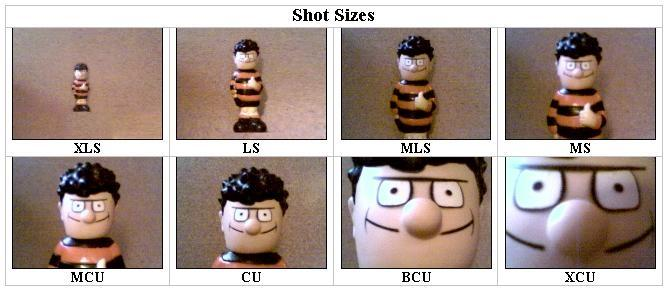 Shot Sizes
XLS LS MLS MS
MCU CU BCU XCU